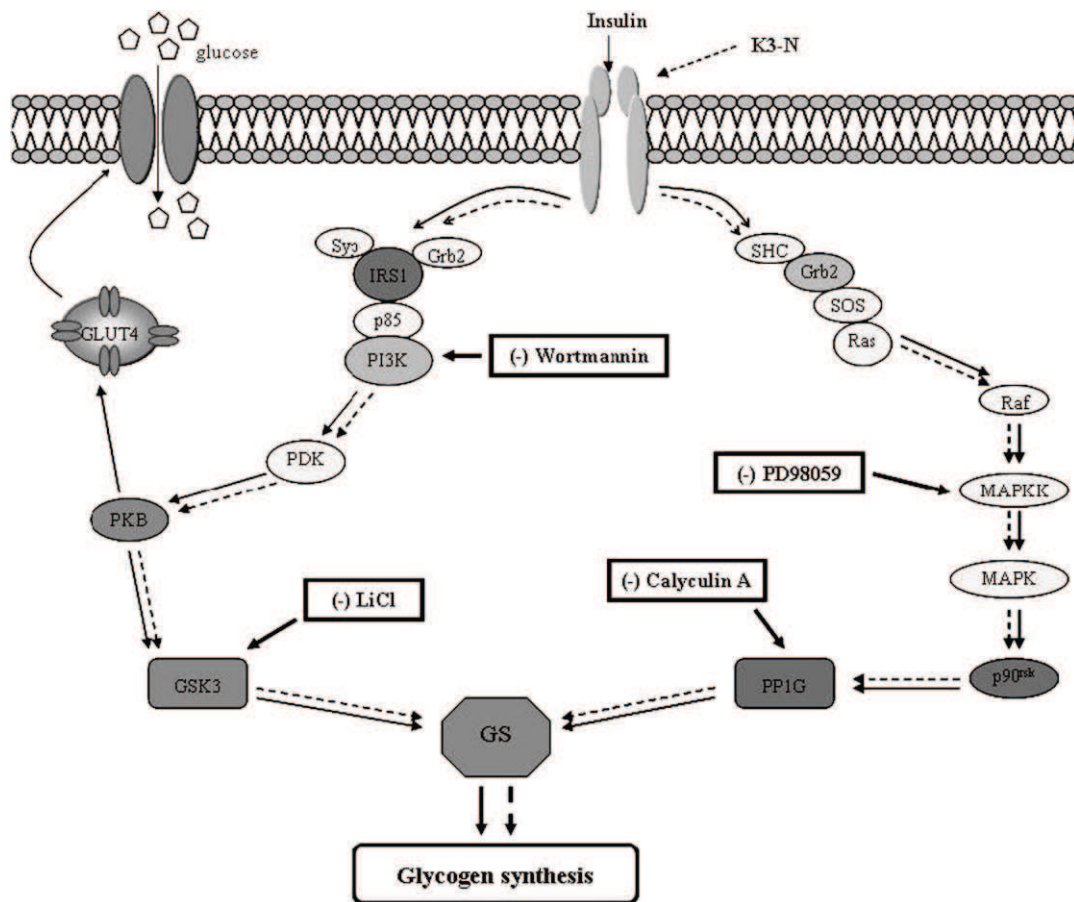 Insulin
K3-N
glucose
Syp
Grb2
IRS1
p85
PI3K
SHC
Grb2
SOS
Ras
GLUT4
(-) Wortmannin
Raf
PDK
(-) PD98059
MAPKK
PKB
MAPK
(-) LiCl
(-) Calyculin A
GSK3
PP1G
p90rsk
GS
Glycogen synthesis